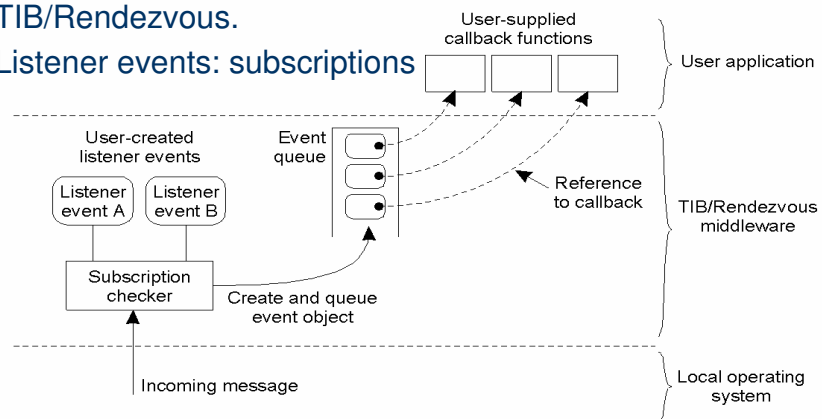 TIB/Rendezvous.
Listener events: subscriptions
User-supplied
callback functions
User application
User-created
listener events
Event
queue
Listener
event A
Listener
event B
Reference
to callback
TIB/Rendezvous
middleware
Subscription
checker
Create and queue
event object
Incoming message
Local operating
system